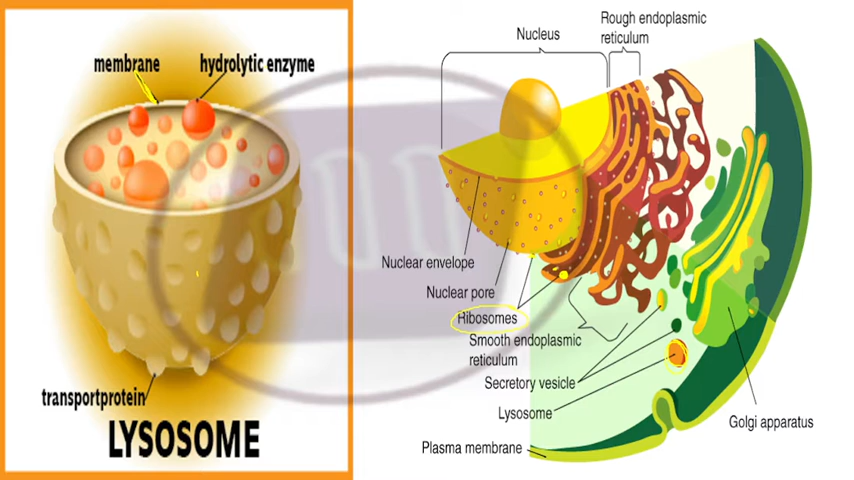 membrane
hydrolytic enzyme
transportprotein
LYSOSOME
Nucleus
Rough endoplasmic
reticulum
Nuclear envelope
Nuclear pore
Ribosomes
Smooth endoplasmic
reticulum
Secretory vesicle
Lysosome
Plasma membrane
Golgi apparatus